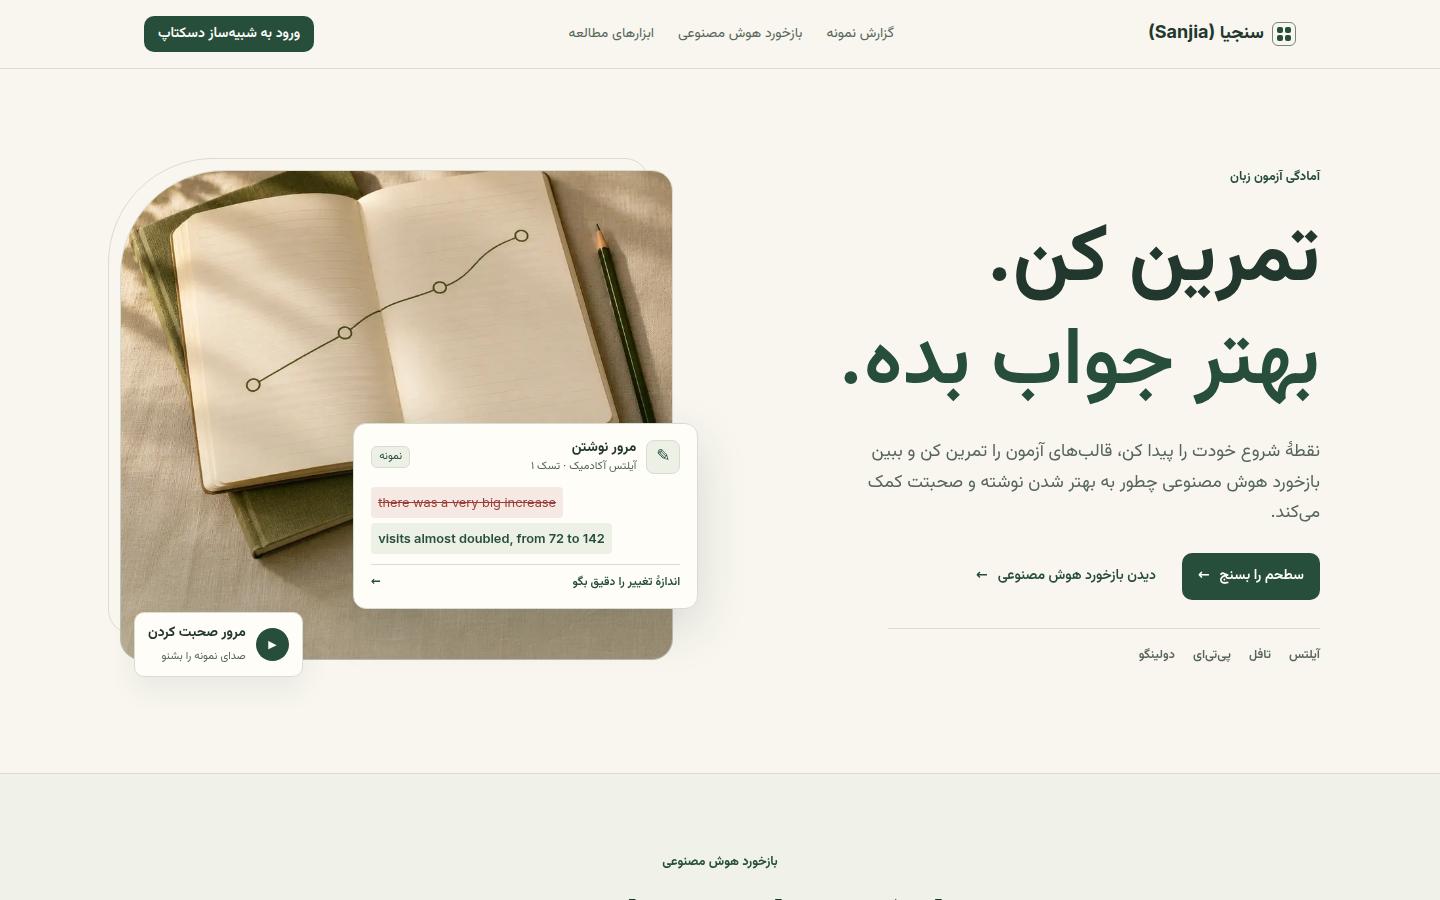 سنجیا (Sanjia)
گزارش نمونه
بازخورد هوش مصنوعی
ابزارهای مطالعه
ورود به شبیه‌ساز دسکتاپ
آمادگی آزمون زبان
تمرین کن.
بهتر جواب بده.
نقطهٔ شروع خودت را پیدا کن، قالب‌های آزمون را تمرین کن و ببین
بازخورد هوش مصنوعی چطور به بهتر شدن نوشته و صحبتت کمک
می‌کند.
سطحم را بسنج ←
دیدن بازخورد هوش مصنوعی ←
آیلتس
تافل
پی‌تی‌ای
دولینگو
مرور نوشتن
آیلتس آکادمیک · تسک ۱
نمونه
there was a very big increase
visits almost doubled, from 72 to 142
اندازهٔ تغییر را دقیق بگو ←
مرور صحبت کردن
صدای نمونه را بشنو
بازخورد هوش مصنوعی